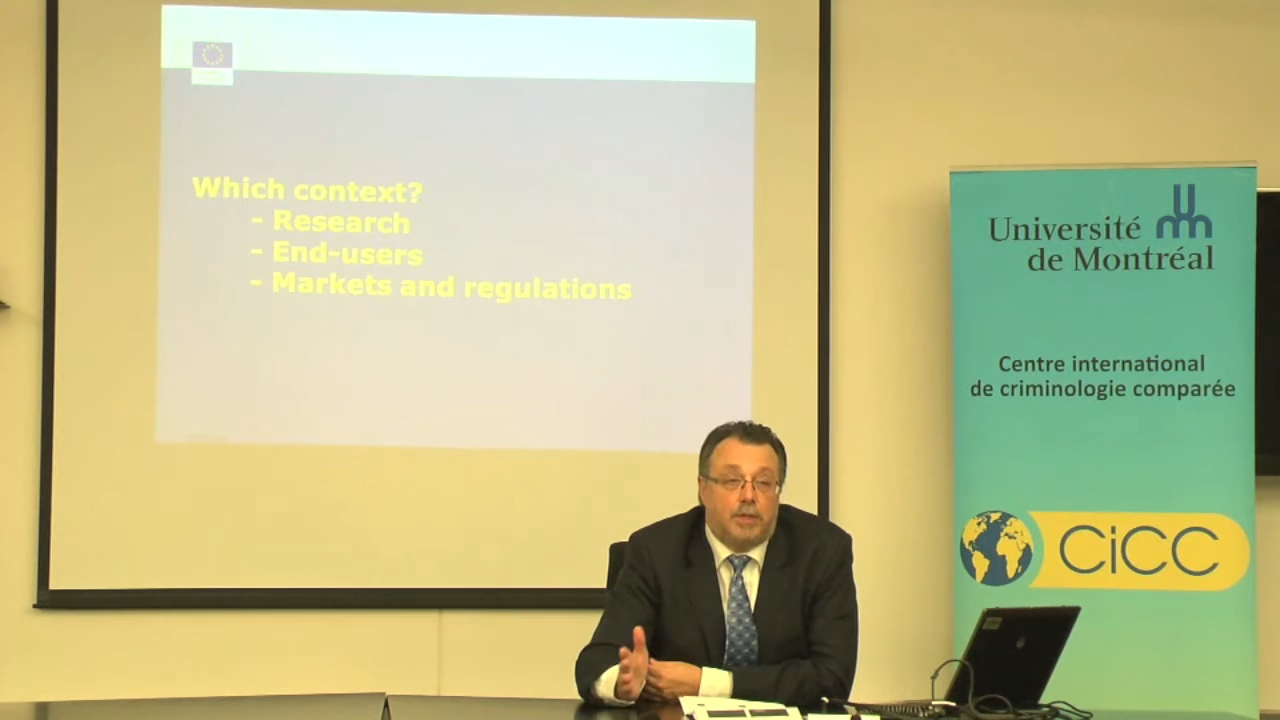 Which context?
- Research
- End-users
- Markets and regulations
Université
de Montréal
Centre international
de criminologie comparée
CiCC